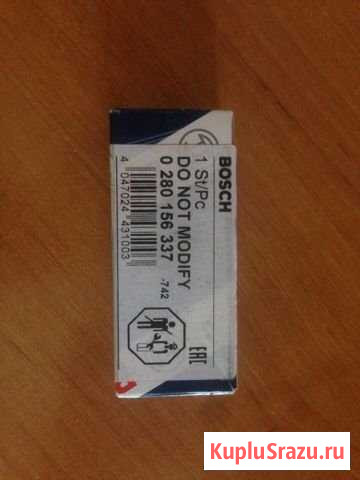 BOSCH
1 St/Pc
DO NOT MODIFY
0 280 156 337
-742
4 047024 431003
EAC
KupluSrazu.ru